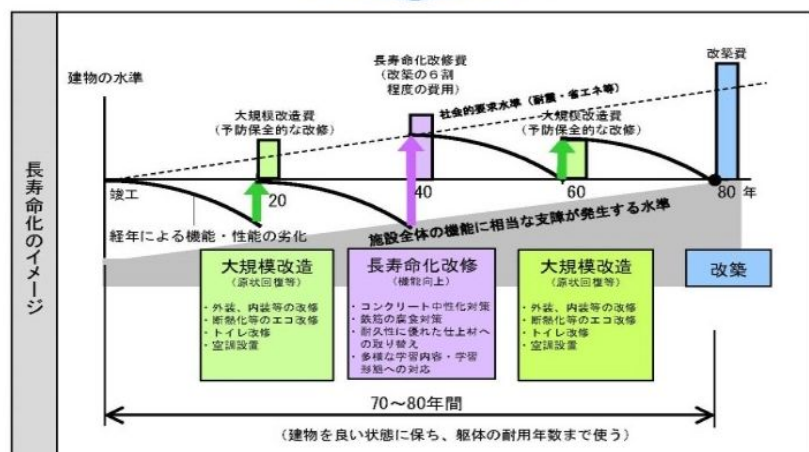 長寿命化のイメージ
建物の水準
大規模改造費
(予防保全的な改修)
長寿命化改修費
(改築の6割
程度の費用)
社会的要求水準(耐震・省エネ等)
大規模改造費
(予防保全的な改修)
改築費
竣工
20
40
60
80 年
経年による機能・性能の劣化
施設全体の機能に相当な支障が発生する水準
大規模改造
(原状回復等)
・外装、内装等の改修
・断熱化等のエコ改修
・トイレ改修
・空調設置
長寿命化改修
(機能向上)
・コンクリート中性化対策
・鉄筋の腐食対策
・耐久性に優れた仕上材へ
の取り替え
・多様な学習内容・学習
形態への対応
大規模改造
(原状回復等)
・外装、内装等の改修
・断熱化等のエコ改修
・トイレ改修
・空調設置
改築
70～80年間
(建物を良い状態に保ち、躯体の耐用年数まで使う)